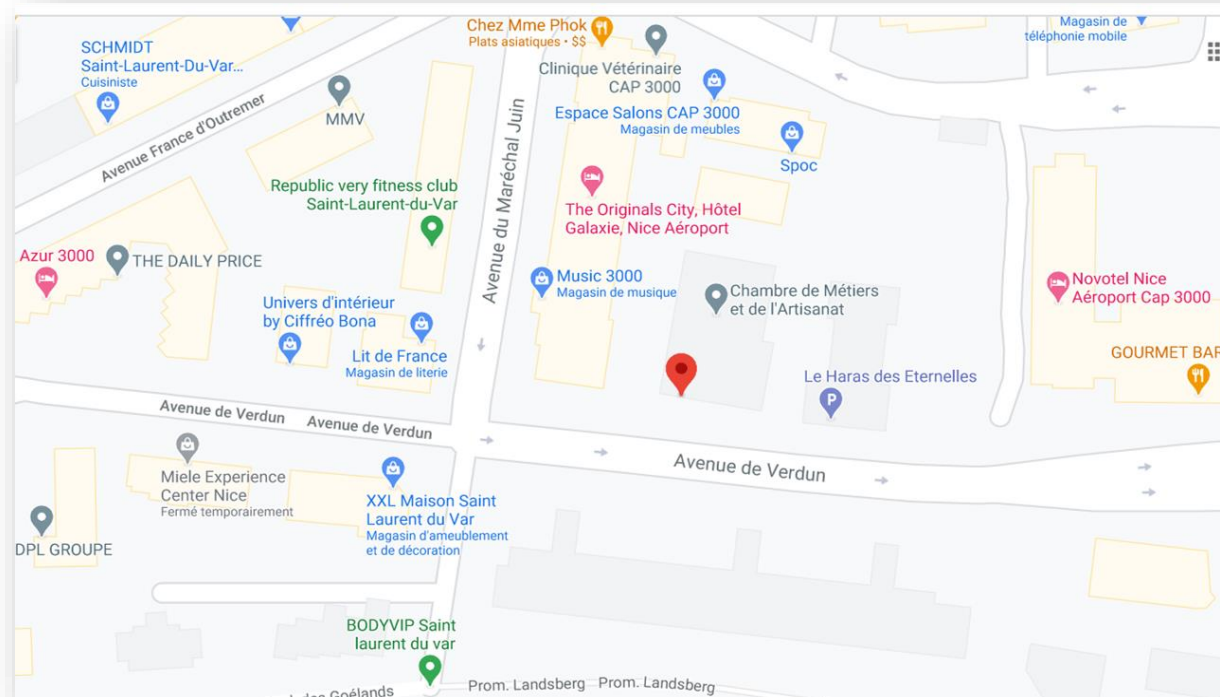 Chez Mme Phok
Plats asiatiques • $$
Magasin de
téléphonie mobile
SCHMIDT
Saint-Laurent-Du-Var...
Cuisiniste
Clinique Vétérinaire
CAP 3000
MMV
Avenue France d'Outremer
Avenue du Maréchal Juin
Espace Salons CAP 3000
Magasin de meubles
Spoc
Republic very fitness club
Saint-Laurent-du-Var
The Originals City, Hôtel
Galaxie, Nice Aéroport
Azur 3000
THE DAILY PRICE
Music 3000
Magasin de musique
Chambre de Métiers
et de l'Artisanat
Novotel Nice
Aéroport Cap 3000
Univers d'intérieur
by Ciffréo Bona
Lit de France
Magasin de literie
GOURMET BAR
Le Haras des Eternelles
P
Avenue de Verdun
Avenue de Verdun
Avenue de Verdun
Miele Experience
Center Nice
Fermé temporairement
XXL Maison Saint
Laurent du Var
Magasin d'ameublement
et de décoration
DPL GROUPE
BODYVIP Saint
laurent du var
des Goélands
Prom. Landsberg
Prom. Landsberg